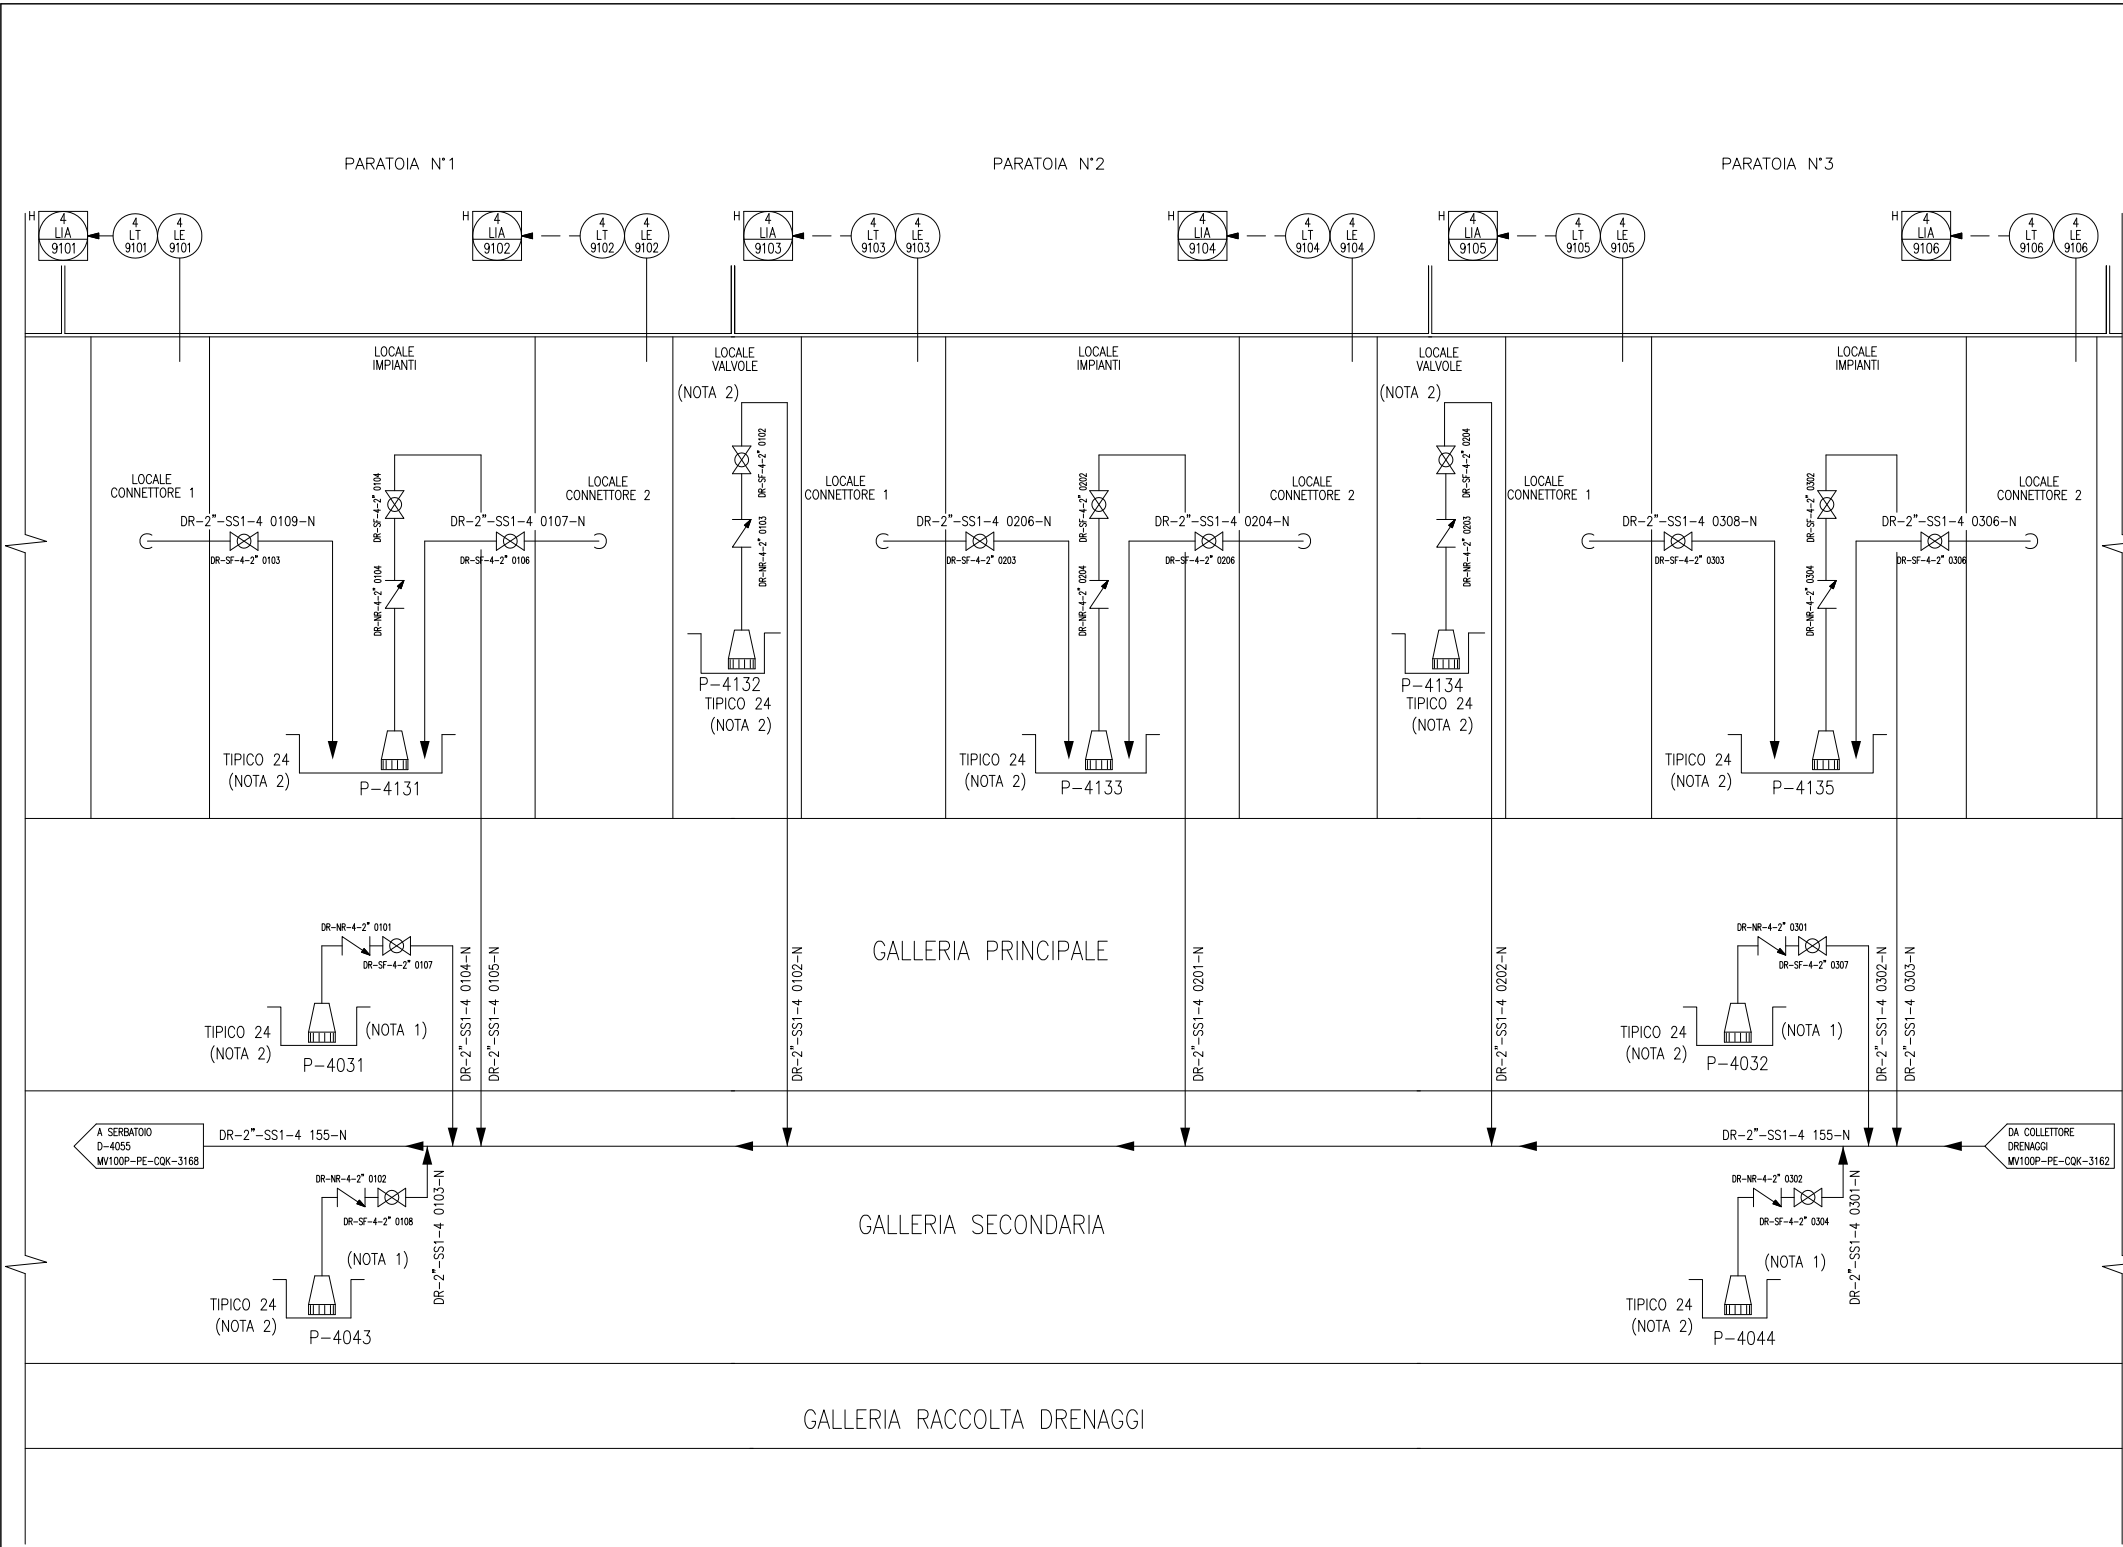 PARATOIA N°1
PARATOIA N°2
PARATOIA N°3
H
4
LIA
9101
4
LT
9101
4
LE
9101
H
4
LIA
9102
4
LT
9102
4
LE
9102
H
4
LIA
9103
4
LT
9103
4
LE
9103
H
4
LIA
9104
4
LT
9104
4
LE
9104
H
4
LIA
9105
4
LT
9105
4
LE
9105
H
4
LIA
9106
4
LT
9106
4
LE
9106
LOCALE
IMPIANTI
LOCALE
VALVOLE
(NOTA 2)
LOCALE
IMPIANTI
LOCALE
VALVOLE
(NOTA 2)
LOCALE
IMPIANTI
LOCALE
CONNETTORE 1
DR-2"-SS1-4 0109-N
DR-SF-4-2" 0103
DR-SF-4-2" 0104
DR-NR-4-2" 0104
DR-2"-SS1-4 0107-N
DR-SF-4-2" 0106
LOCALE
CONNETTORE 2
DR-SF-4-2" 0102
DR-NR-4-2" 0103
P-4132
TIPICO 24
(NOTA 2)
LOCALE
CONNETTORE 1
DR-2"-SS1-4 0206-N
DR-SF-4-2" 0203
DR-SF-4-2" 0202
DR-NR-4-2" 0204
DR-2"-SS1-4 0204-N
DR-SF-4-2" 0206
LOCALE
CONNETTORE 2
DR-SF-4-2" 0204
DR-NR-4-2" 0203
P-4134
TIPICO 24
(NOTA 2)
LOCALE
CONNETTORE 1
DR-2"-SS1-4 0308-N
DR-SF-4-2" 0303
DR-SF-4-2" 0302
DR-NR-4-2" 0304
DR-2"-SS1-4 0306-N
DR-SF-4-2" 0306
LOCALE
CONNETTORE 2
TIPICO 24
(NOTA 2)
P-4131
TIPICO 24
(NOTA 2)
P-4133
TIPICO 24
(NOTA 2)
P-4135
DR-NR-4-2" 0101
DR-SF-4-2" 0107
TIPICO 24
(NOTA 2)
(NOTA 1)
P-4031
DR-2"-SS1-4 0104-N
DR-2"-SS1-4 0105-N
DR-2"-SS1-4 0102-N
GALLERIA PRINCIPALE
DR-2"-SS1-4 0201-N
DR-2"-SS1-4 0202-N
DR-NR-4-2" 0301
DR-SF-4-2" 0307
TIPICO 24
(NOTA 2)
(NOTA 1)
P-4032
DR-2"-SS1-4 0302-N
DR-2"-SS1-4 0303-N
A SERBATOIO
D-4055
MV100P-PE-CQK-3168
DR-2"-SS1-4 155-N
DR-2"-SS1-4 155-N
DA COLLETTORE
DRENAGGI
MV100P-PE-CQK-3162
DR-NR-4-2" 0102
DR-SF-4-2" 0108
(NOTA 1)
DR-2"-SS1-4 0103-N
TIPICO 24
(NOTA 2)
P-4043
GALLERIA SECONDARIA
DR-NR-4-2" 0302
DR-SF-4-2" 0304
(NOTA 1)
DR-2"-SS1-4 0301-N
TIPICO 24
(NOTA 2)
P-4044
GALLERIA RACCOLTA DRENAGGI